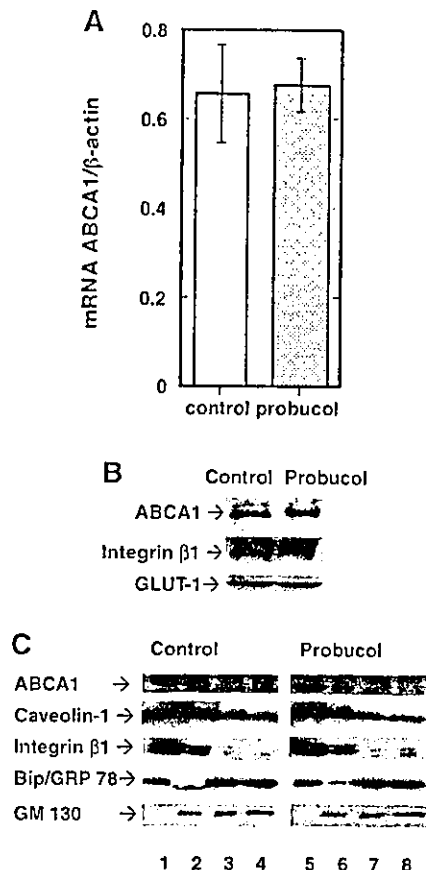 A
0.8
0.6
0.4
0.2
0
mRNA ABCA1/β-actin
control probucol
B
Control Probucol
ABCA1 →
Integrin β1 →
GLUT-1 →
C
Control Probucol
ABCA1 →
Caveolin-1 →
Integrin β1 →
Bip/GRP 78 →
GM 130 →
1 2 3 4 5 6 7 8